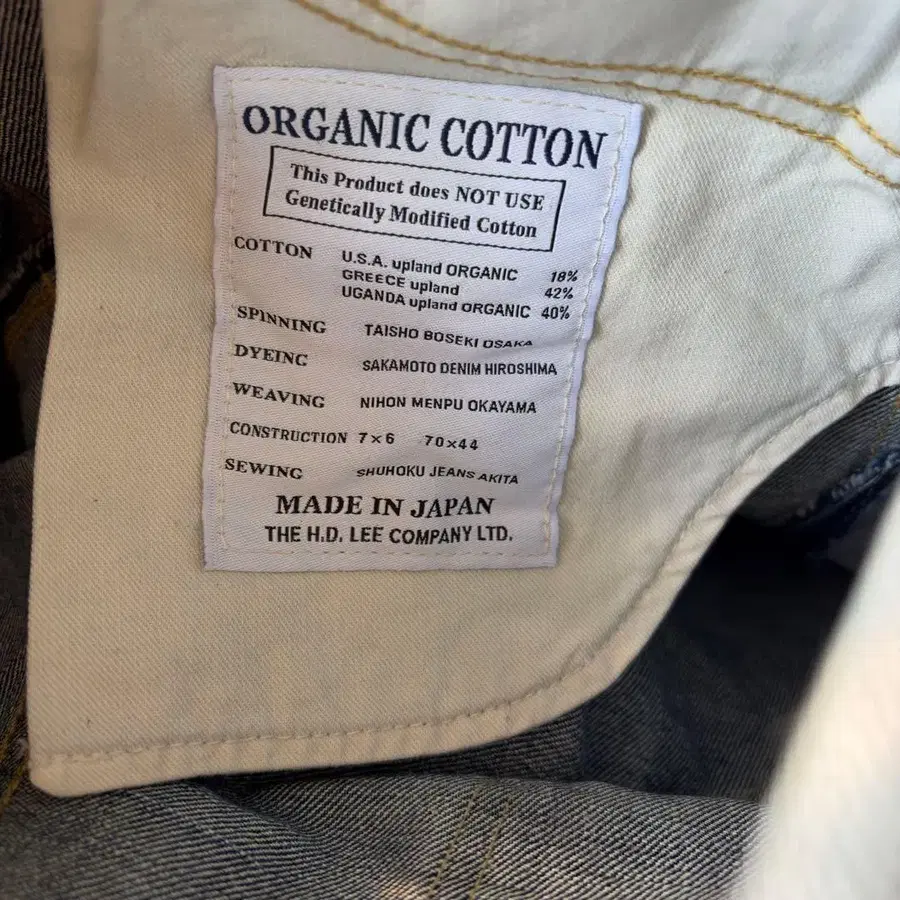 ORGANIC COTTON
This Product does NOT USE
Genetically Modified Cotton
COTTON U.S.A. upland ORGANIC 18%
GREECE upland 42%
UGANDA upland ORGANIC 40%
SPINNING TAISHO BOSEKI OSAKA
DYEING SAKAMOTO DENIM HIROSHIMA
WEAVING NIHON MENPU OKAYAMA
CONSTRUCTION 7×6 70×44
SEWING SHUHOKU JEANS AKITA
MADE IN JAPAN
THE H.D. LEE COMPANY LTD.